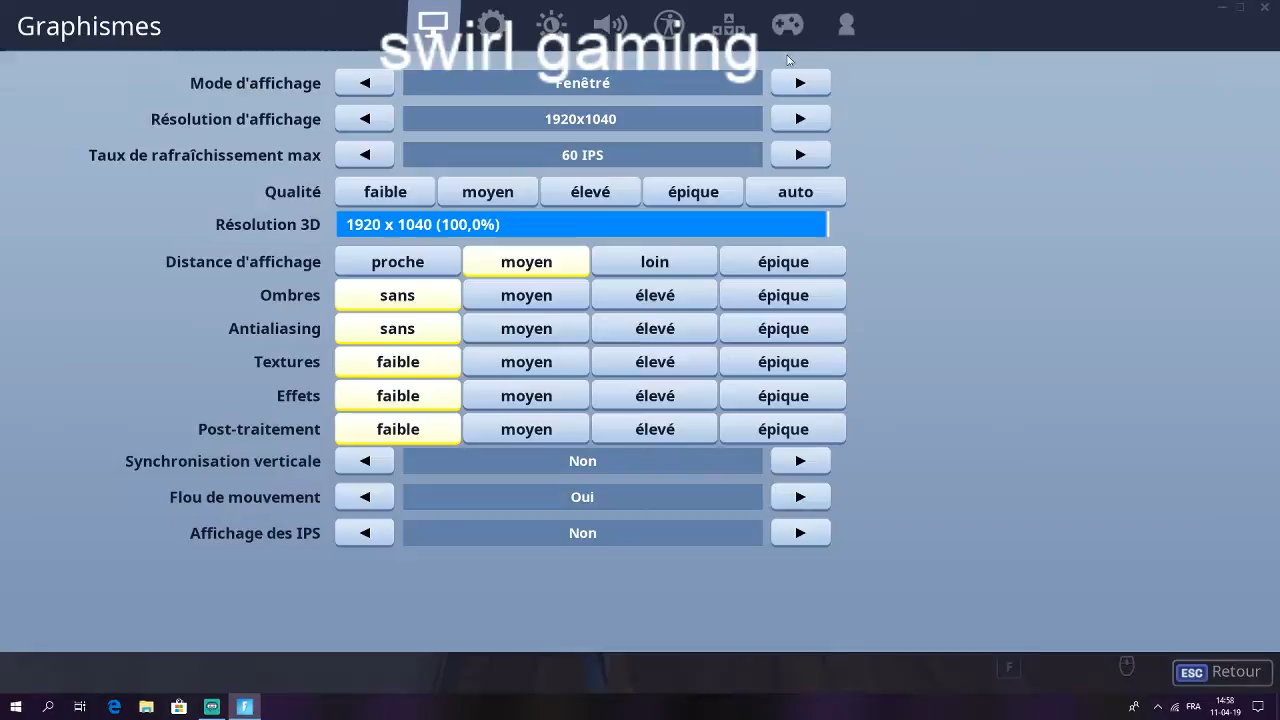 Graphismes
swirl gaming
Mode d'affichage ◄ Fenêtré ►
Résolution d'affichage ◄ 1920x1040 ►
Taux de rafraîchissement max ◄ 60 IPS ►
Qualité faible moyen élevé épique auto
Résolution 3D 1920 x 1040 (100,0%)
Distance d'affichage proche moyen loin épique
Ombres sans moyen élevé épique
Antialiasing sans moyen élevé épique
Textures faible moyen élevé épique
Effets faible moyen élevé épique
Post-traitement faible moyen élevé épique
Synchronisation verticale ◄ Non ►
Flou de mouvement ◄ Oui ►
Affichage des IPS ◄ Non ►
F ESC Retour
14:58
FRA
11-04-19